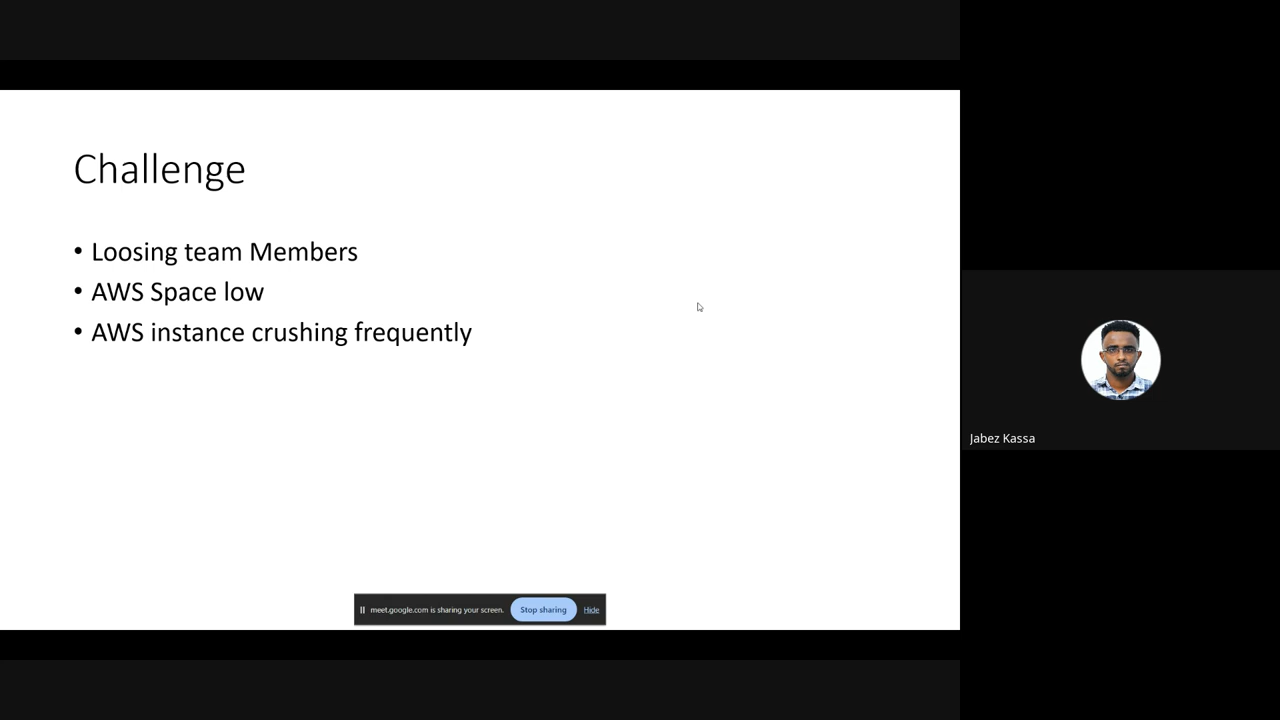 Challenge
• Loosing team Members
• AWS Space low
• AWS instance crushing frequently
Jabez Kassa
meet.google.com is sharing your screen. Stop sharing Hide